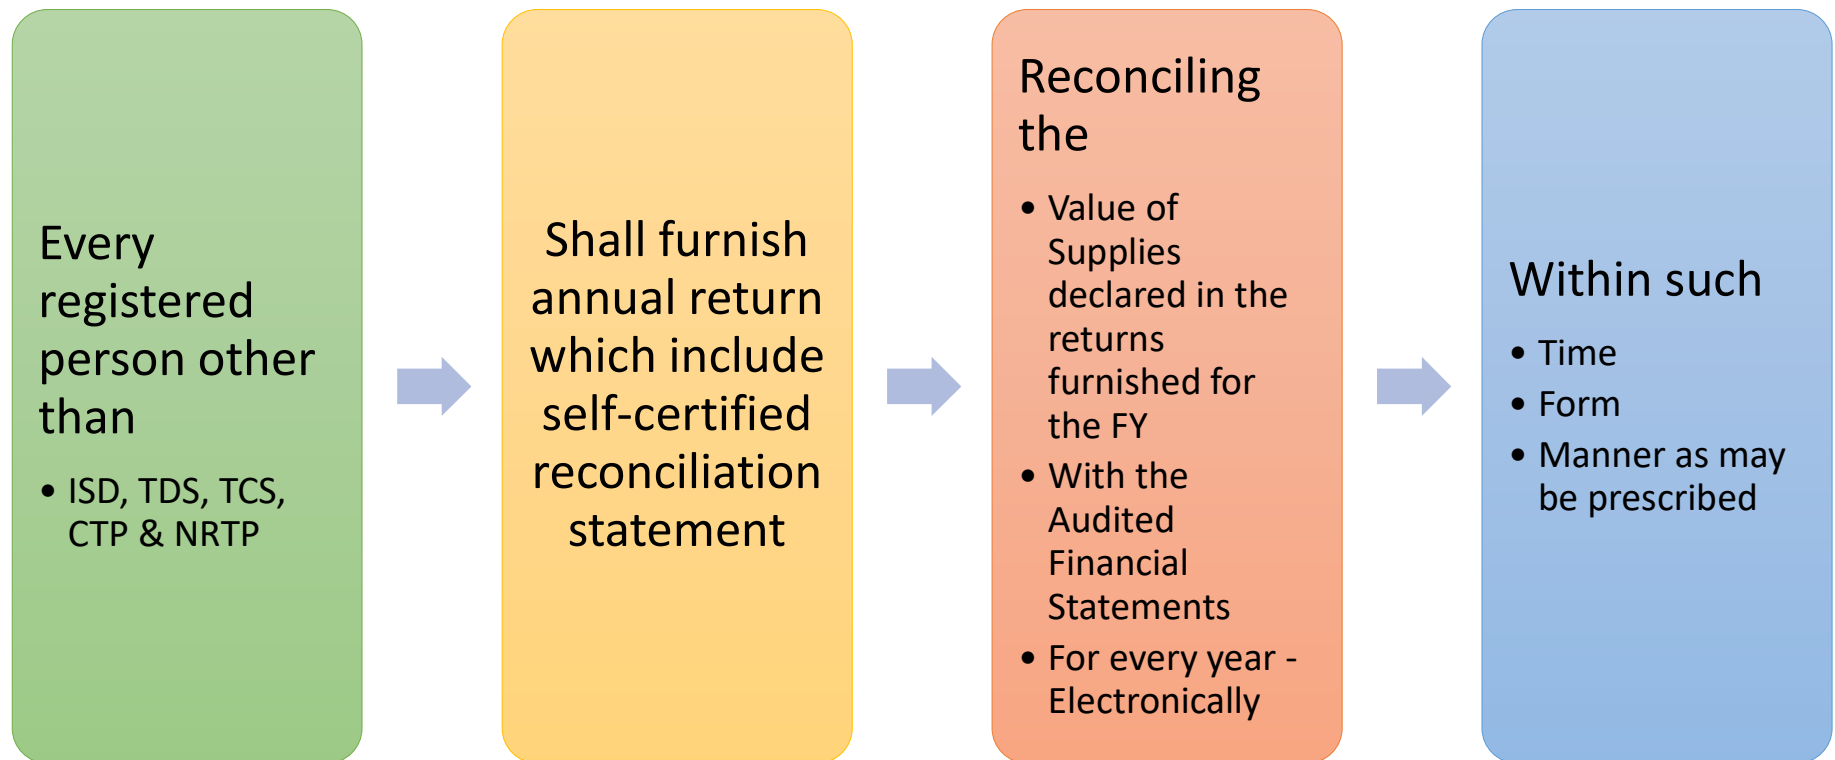 Every
registered
person other
than
• ISD, TDS, TCS,
CTP & NRTP
Shall furnish
annual return
which include
self-certified
reconciliation
statement
Reconciling
the
• Value of
Supplies
declared in the
returns
furnished for
the FY
• With the
Audited
Financial
Statements
• For every year -
Electronically
Within such
• Time
• Form
• Manner as may
be prescribed